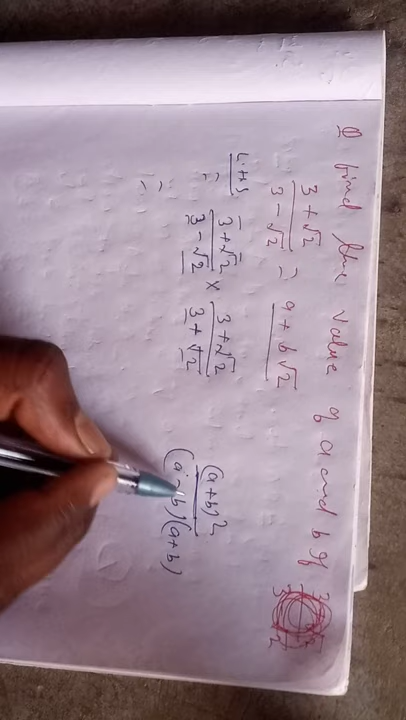 Q find the value of a and b if
3+√2 / 3-√2 = a+b√2
LHS
= 3+√2 / 3-√2 × 3+√2 / 3+√2
(a+b)² / (a-b)(a+b)
=